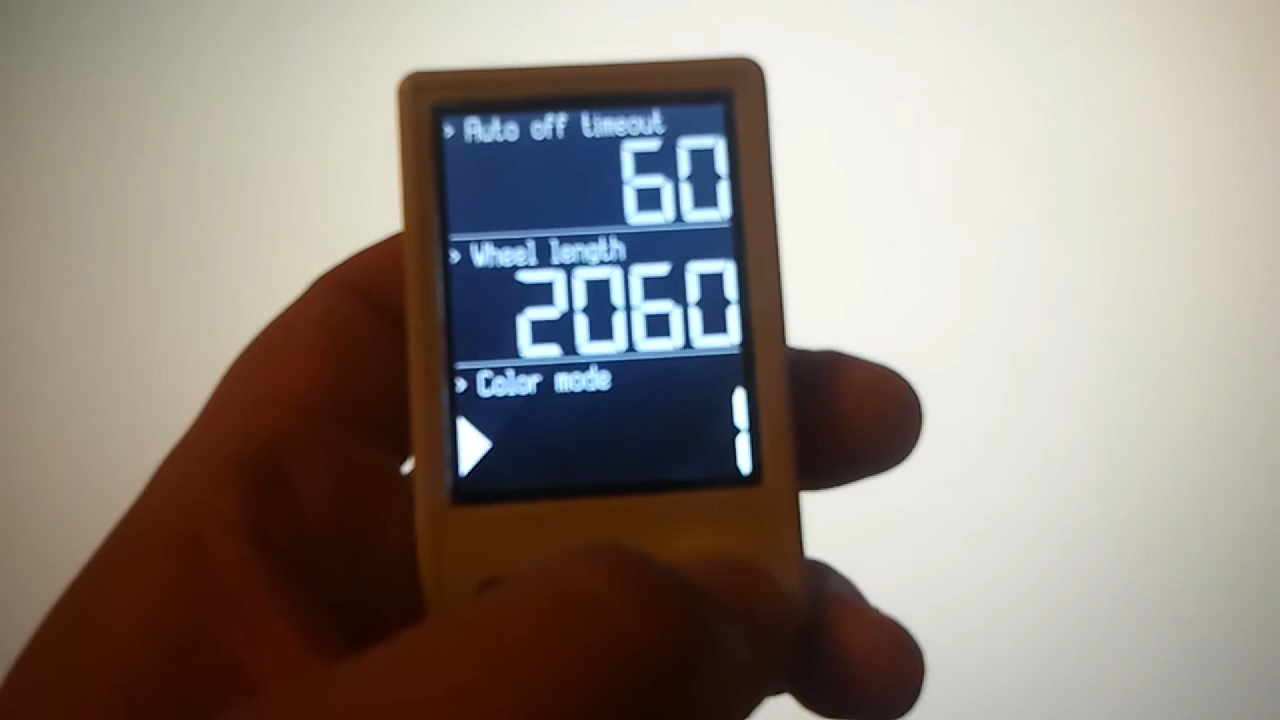 > Auto off timeout
60
> Wheel length
2060
> Color mode
1